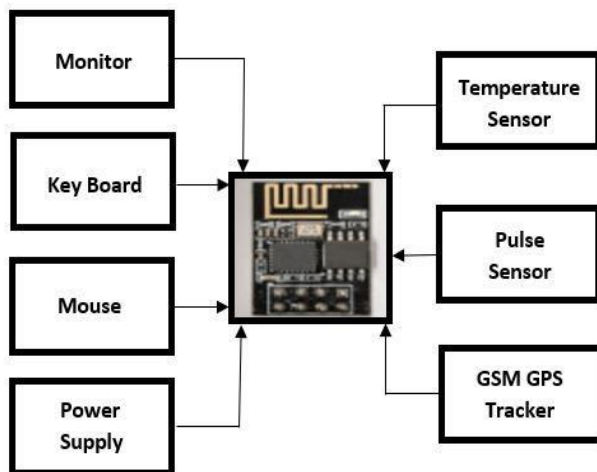 Monitor
Key Board
Mouse
Power
Supply
Temperature
Sensor
Pulse
Sensor
GSM GPS
Tracker